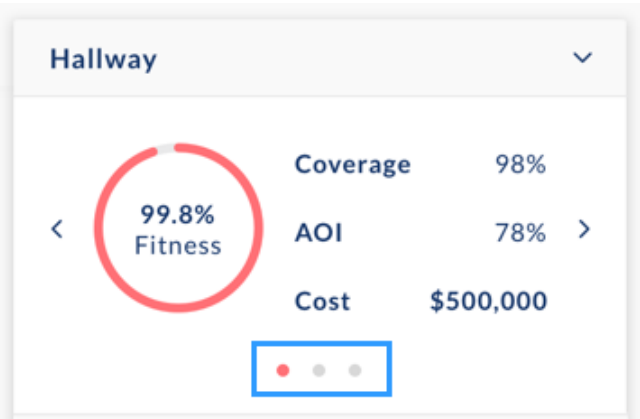 Hallway
Coverage 98%
99.8%
Fitness
AOI 78%
Cost $500,000